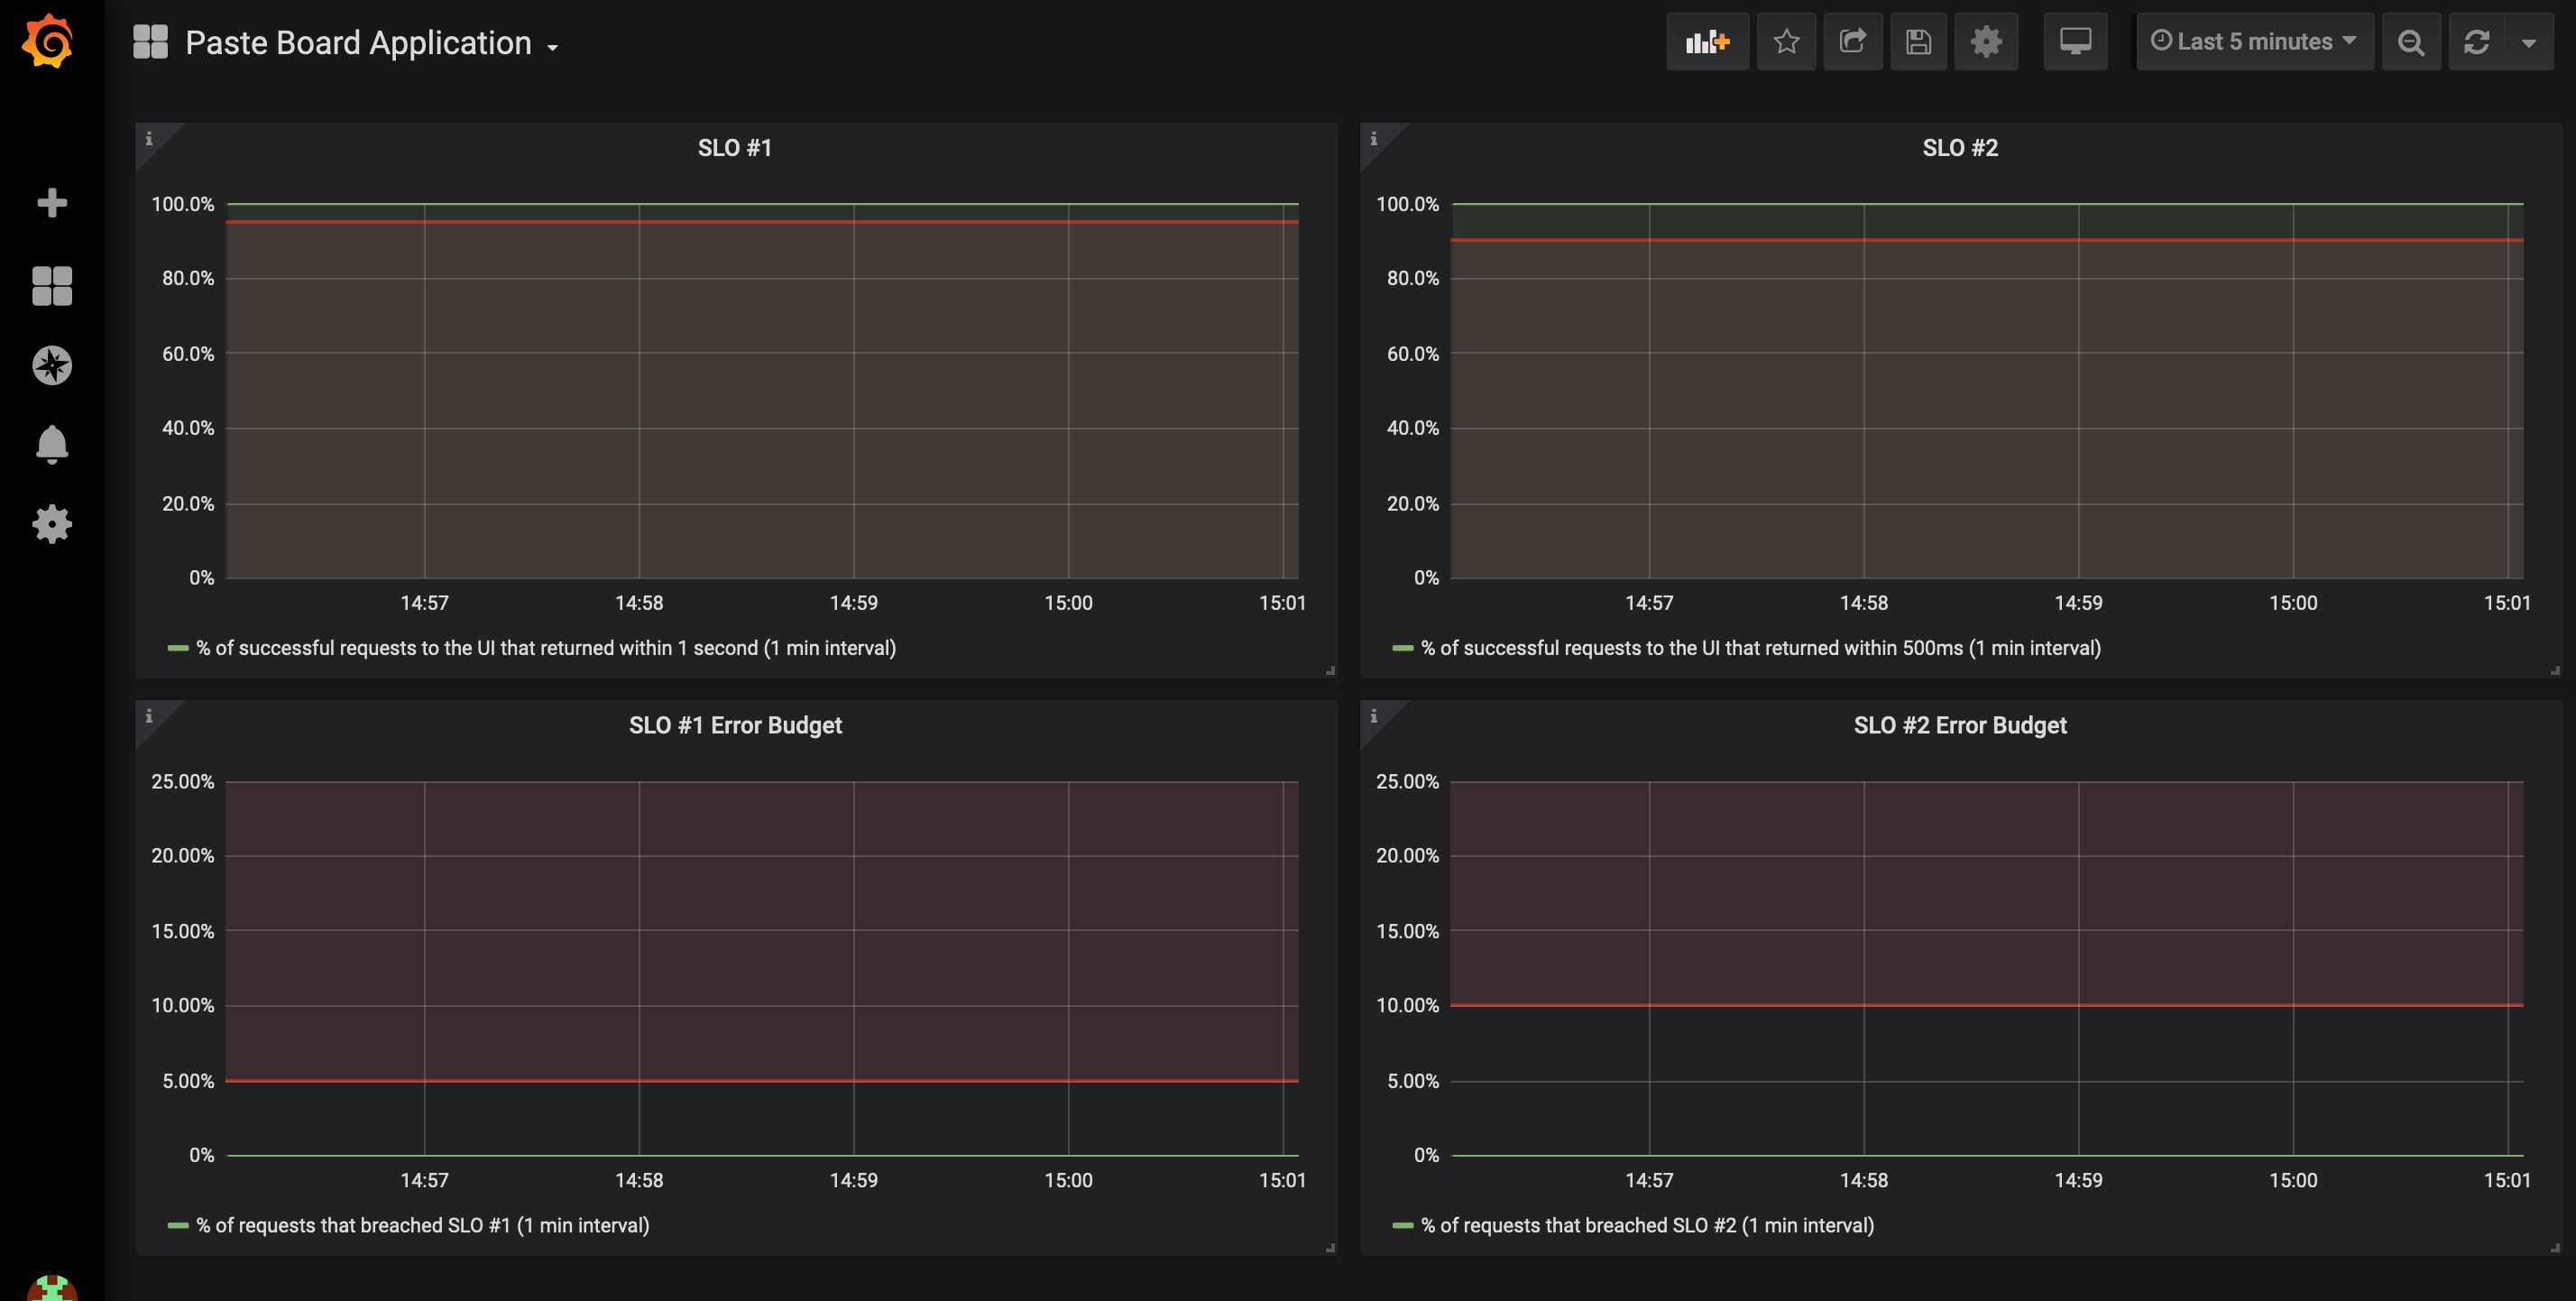 Paste Board Application
Last 5 minutes
SLO #1
100.0%
80.0%
60.0%
40.0%
20.0%
0%
14:57 14:58 14:59 15:00 15:01
% of successful requests to the UI that returned within 1 second (1 min interval)
SLO #2
100.0%
80.0%
60.0%
40.0%
20.0%
0%
14:57 14:58 14:59 15:00 15:01
% of successful requests to the UI that returned within 500ms (1 min interval)
SLO #1 Error Budget
25.00%
20.00%
15.00%
10.00%
5.00%
0%
14:57 14:58 14:59 15:00 15:01
% of requests that breached SLO #1 (1 min interval)
SLO #2 Error Budget
25.00%
20.00%
15.00%
10.00%
5.00%
0%
14:57 14:58 14:59 15:00 15:01
% of requests that breached SLO #2 (1 min interval)